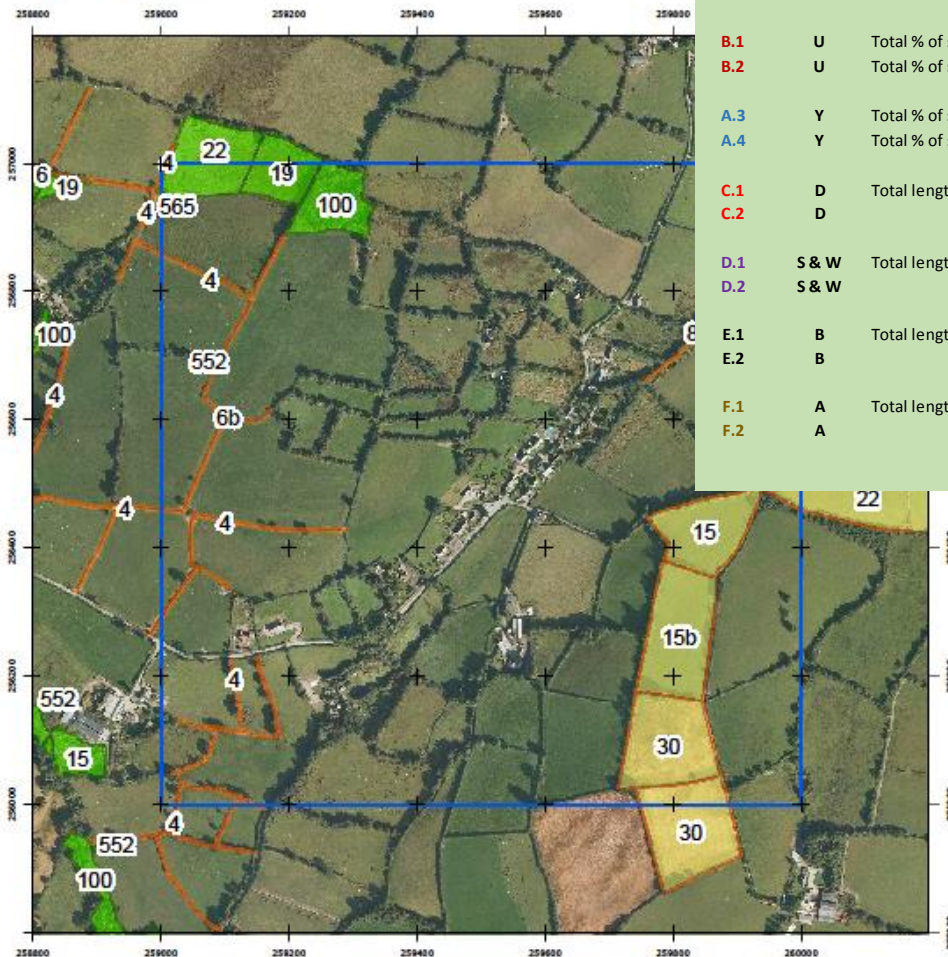 258800 259000 259200 259400 259600 259800
B.1 U Total % of s
B.2 U Total % of s
A.3 Y Total % of s
A.4 Y Total % of s
C.1 D Total lengt
C.2 D
D.1 S & W Total lengt
D.2 S & W
E.1 B Total lengt
E.2 B
F.1 A Total lengt
F.2 A
22
4
257000
19
6
19
100
4
565
4
100
552
8
4
6b
4
4
22
15
15b
4
552
30
15
4
30
552
100
258800 259000 259200 259400 259600 259800 260000